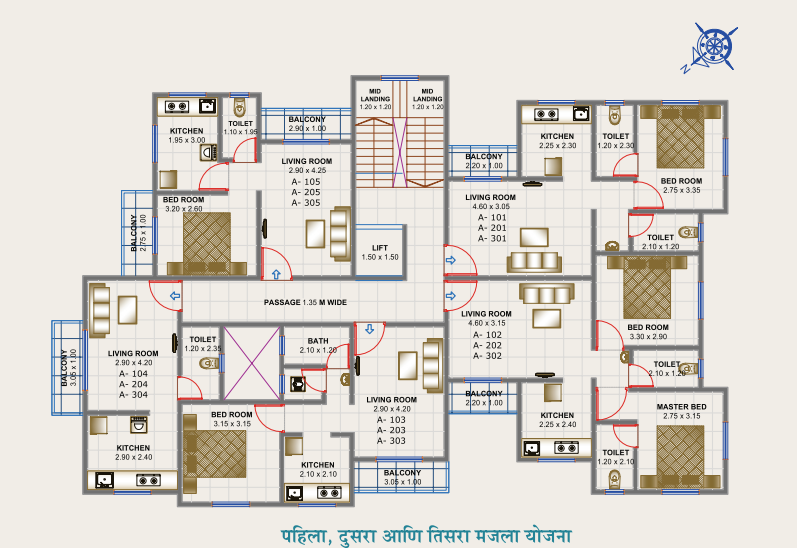 N
MID
LANDING
1.20 x 1.20
MID
LANDING
1.20 x 1.20
KITCHEN
1.95 x 3.00
TOILET
1.10 x 1.95
BALCONY
2.90 x 1.00
LIVING ROOM
2.90 x 4.25
A- 105
A- 205
A- 305
BED ROOM
3.20 x 2.60
BALCONY
2.75 x 1.00
KITCHEN
2.25 x 2.30
TOILET
1.20 x 2.30
BED ROOM
2.75 x 3.35
BALCONY
2.20 x 1.00
LIVING ROOM
4.60 x 3.05
A- 101
A- 201
A- 301
TOILET
2.10 x 1.20
LIFT
1.50 x 1.50
PASSAGE 1.35 M WIDE
LIVING ROOM
4.60 x 3.15
A- 102
A- 202
A- 302
BED ROOM
3.30 x 2.90
TOILET
2.10 x 1.20
BALCONY
3.05 x 1.00
LIVING ROOM
2.90 x 4.20
A- 104
A- 204
A- 304
TOILET
1.20 x 2.35
BATH
2.10 x 1.20
LIVING ROOM
2.90 x 4.20
A- 103
A- 203
A- 303
BALCONY
2.20 x 1.00
MASTER BED
2.75 x 3.15
BED ROOM
3.15 x 3.15
KITCHEN
2.25 x 2.40
KITCHEN
2.90 x 2.40
KITCHEN
2.10 x 2.10
TOILET
1.20 x 2.10
BALCONY
3.05 x 1.00
पहिला, दुसरा आणि तिसरा मजला योजना